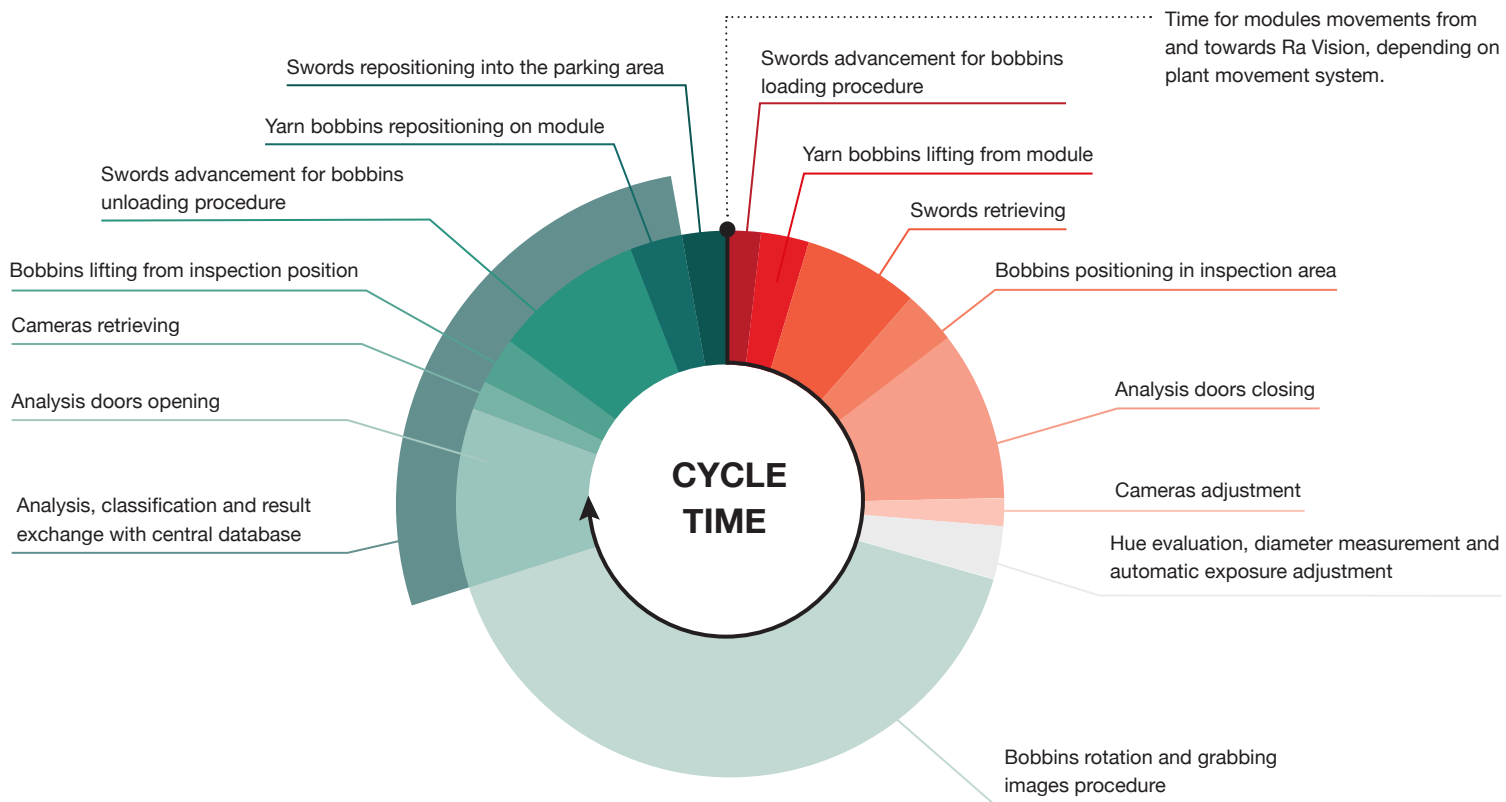 Time for modules movements from
and towards Ra Vision, depending on
plant movement system.
Swords advancement for bobbins
loading procedure
Yarn bobbins lifting from module
Swords retrieving
Bobbins positioning in inspection area
Analysis doors closing
Cameras adjustment
Hue evaluation, diameter measurement and
automatic exposure adjustment
Bobbins rotation and grabbing
images procedure
Analysis, classification and result
exchange with central database
Analysis doors opening
Cameras retrieving
Bobbins lifting from inspection position
Swords advancement for bobbins
unloading procedure
Yarn bobbins repositioning on module
Swords repositioning into the parking area
CYCLE
TIME